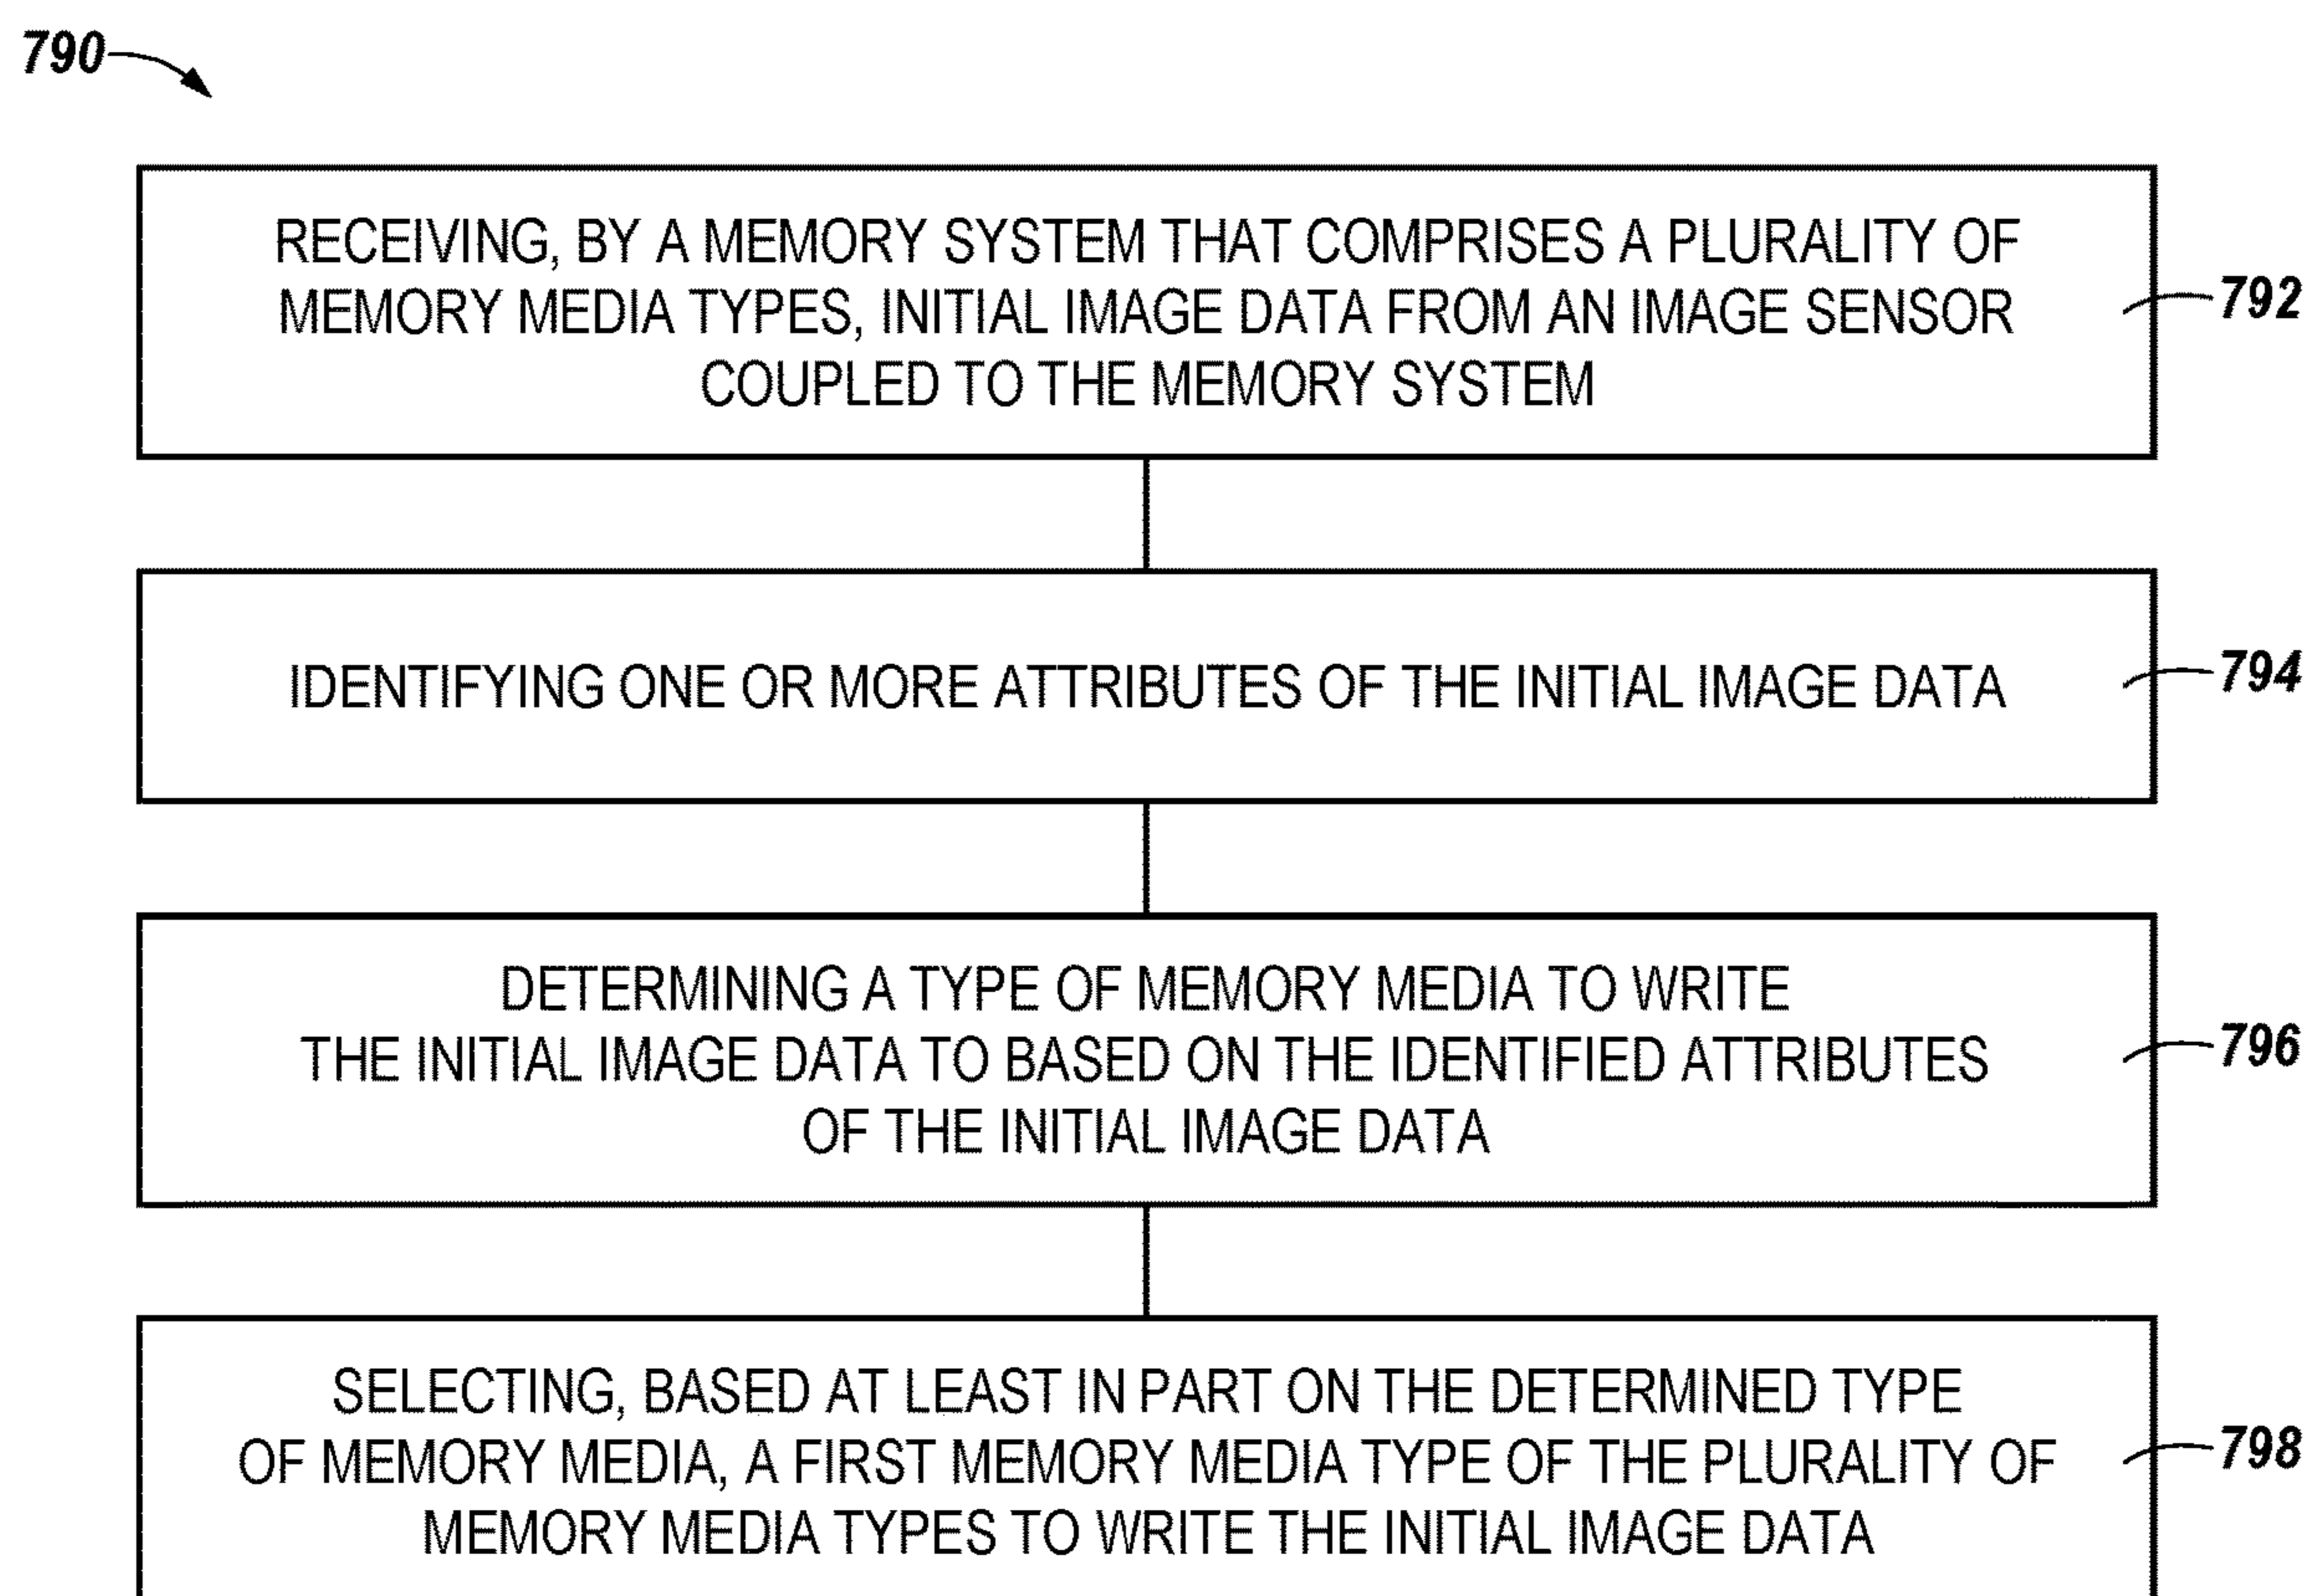 790
RECEIVING, BY A MEMORY SYSTEM THAT COMPRISES A PLURALITY OF
MEMORY MEDIA TYPES, INITIAL IMAGE DATA FROM AN IMAGE SENSOR
COUPLED TO THE MEMORY SYSTEM
792
IDENTIFYING ONE OR MORE ATTRIBUTES OF THE INITIAL IMAGE DATA
794
DETERMINING A TYPE OF MEMORY MEDIA TO WRITE
THE INITIAL IMAGE DATA TO BASED ON THE IDENTIFIED ATTRIBUTES
OF THE INITIAL IMAGE DATA
796
SELECTING, BASED AT LEAST IN PART ON THE DETERMINED TYPE
OF MEMORY MEDIA, A FIRST MEMORY MEDIA TYPE OF THE PLURALITY OF
MEMORY MEDIA TYPES TO WRITE THE INITIAL IMAGE DATA
798